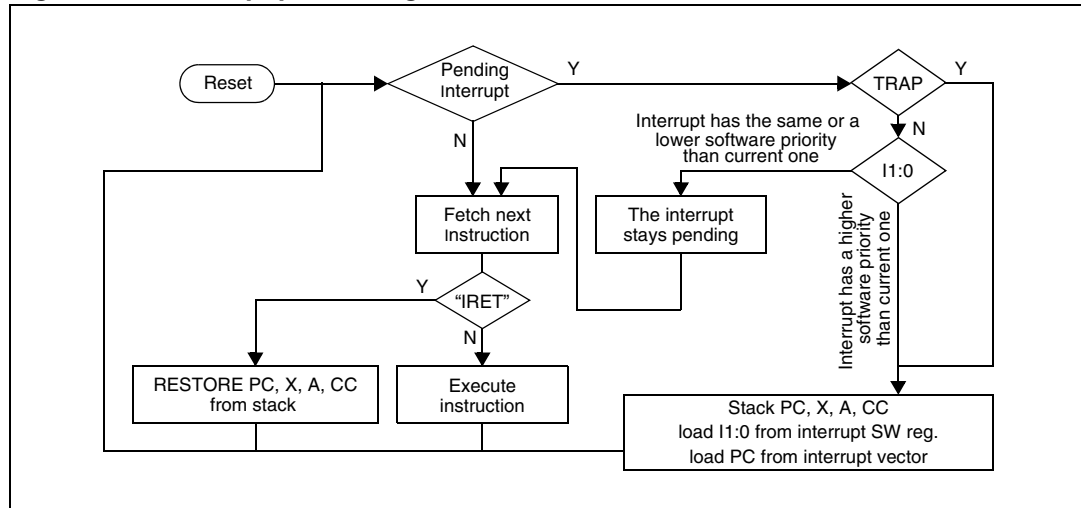 Reset
Pending
Interrupt
Y
TRAP
Y
N
N
Interrupt has the same or a
lower software priority
than current one
I1:0
Fetch next
Instruction
The interrupt
stays pending
Interrupt has a higher
software priority
than current one
Y
“IRET”
N
RESTORE PC, X, A, CC
from stack
Execute
instruction
Stack PC, X, A, CC
load I1:0 from interrupt SW reg.
load PC from interrupt vector